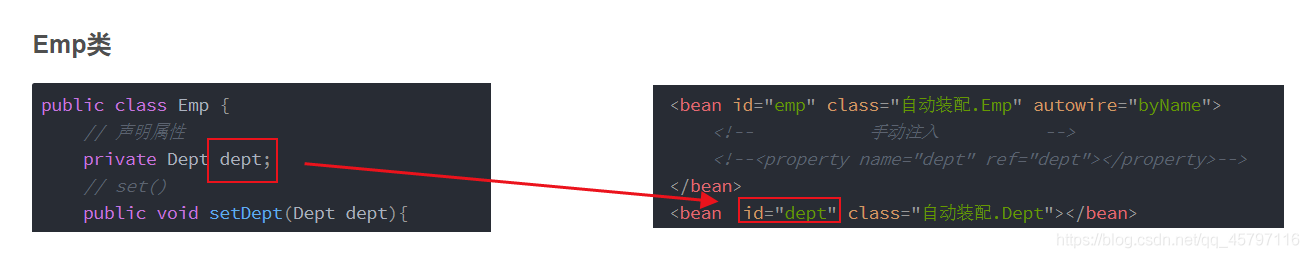 Emp类
public class Emp {
// 声明属性
private Dept dept;
// set()
public void setDept(Dept dept){
<bean id="emp" class="自动装配.Emp" autowire="byName">
<!-- 手动注入 -->
<!--<property name="dept" ref="dept"></property>-->
</bean>
<bean id="dept" class="自动装配.Dept"></bean>
https://blog.csdn.net/qq_45797116